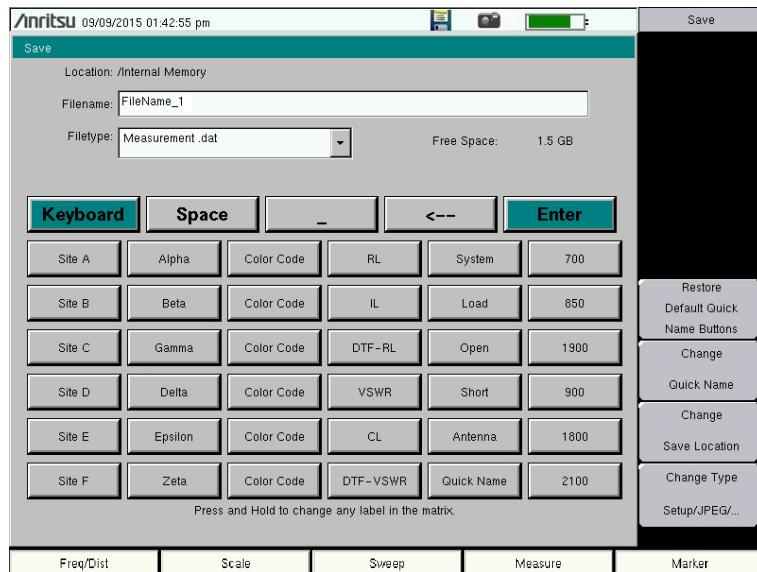 /Inritsu 09/09/2015 01:42:55 pm
Save
Save
Location: /Internal Memory
Filename: FileName_1
Filetype: Measurement .dat
Free Space: 1.5 GB
Keyboard Space _ <-- Enter
Site A Alpha Color Code RL System 700
Site B Beta Color Code IL Load 850
Site C Gamma Color Code DTF-RL Open 1900
Site D Delta Color Code VSWR Short 900
Site E Epsilon Color Code CL Antenna 1800
Site F Zeta Color Code DTF-VSWR Quick Name 2100
Press and Hold to change any label in the matrix.
Restore
Default Quick
Name Buttons
Change
Quick Name
Change
Save Location
Change Type
Setup/JPEG/...
Freq/Dist Scale Sweep Measure Marker